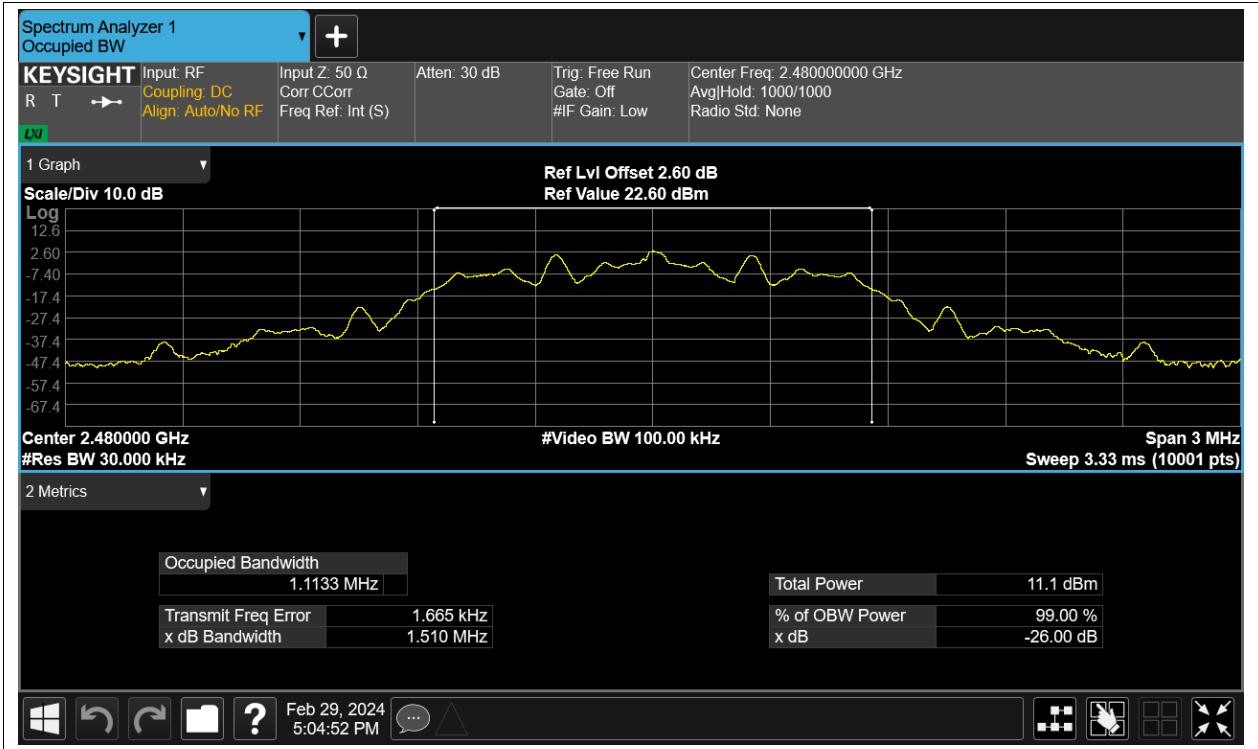 Spectrum Analyzer 1
Occupied BW
KEYSIGHT
R T
LXI
Input: RF
Coupling: DC
Align: Auto/No RF
Input Z: 50 Ω
Corr CCorr
Freq Ref: Int (S)
Atten: 30 dB
Trig: Free Run
Gate: Off
#IF Gain: Low
Center Freq: 2.480000000 GHz
Avg|Hold: 1000/1000
Radio Std: None
1 Graph
Ref Lvl Offset 2.60 dB
Scale/Div 10.0 dB
Ref Value 22.60 dBm
Log
12.6
2.60
-7.40
-17.4
-27.4
-37.4
-47.4
-57.4
-67.4
Center 2.480000 GHz
#Video BW 100.00 kHz
Span 3 MHz
#Res BW 30.000 kHz
Sweep 3.33 ms (10001 pts)
2 Metrics
Occupied Bandwidth
1.1133 MHz
Total Power 11.1 dBm
Transmit Freq Error 1.665 kHz
% of OBW Power 99.00 %
x dB Bandwidth 1.510 MHz
x dB -26.00 dB
?
Feb 29, 2024
5:04:52 PM